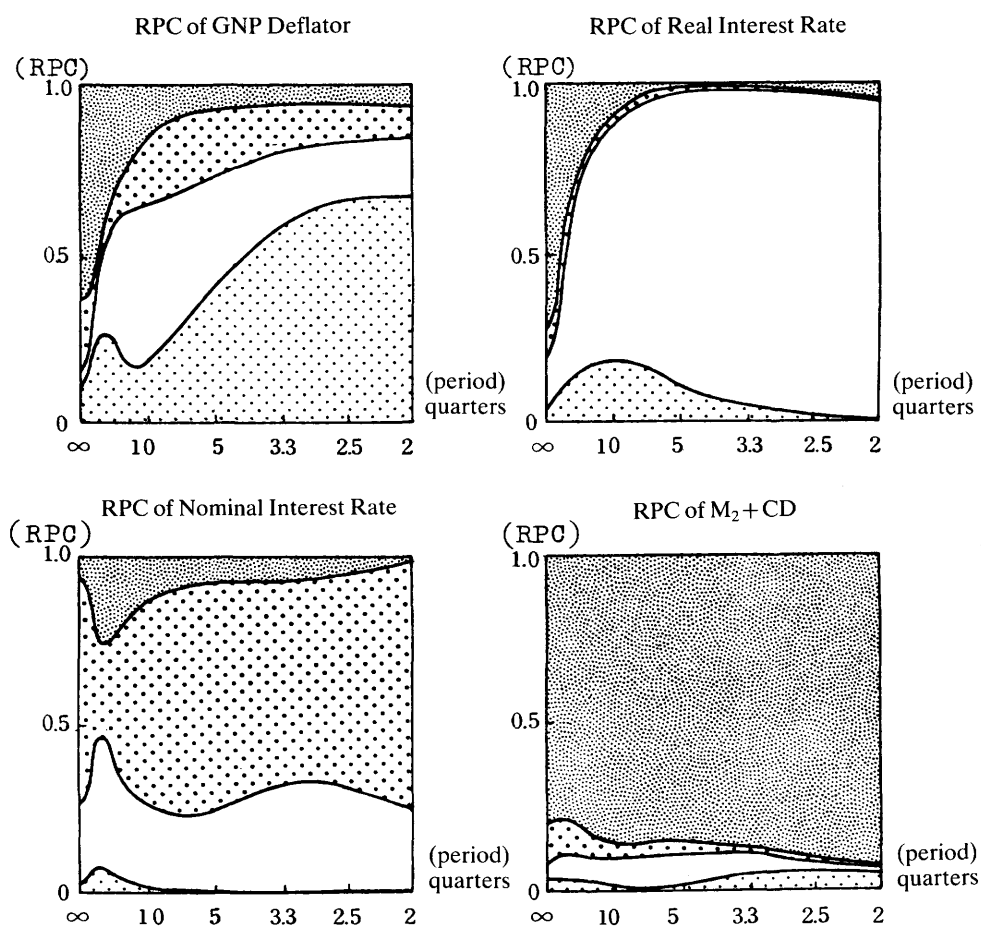 RPC of GNP Deflator
(RPC)
1.0
0.5
0
∞ 10 5 3.3 2.5 2
(period)
quarters
RPC of Real Interest Rate
(RPC)
1.0
0.5
0
∞ 10 5 3.3 2.5 2
(period)
quarters
RPC of Nominal Interest Rate
(RPC)
1.0
0.5
0
∞ 10 5 3.3 2.5 2
(period)
quarters
RPC of M₂+CD
(RPC)
1.0
0.5
0
∞ 10 5 3.3 2.5 2
(period)
quarters